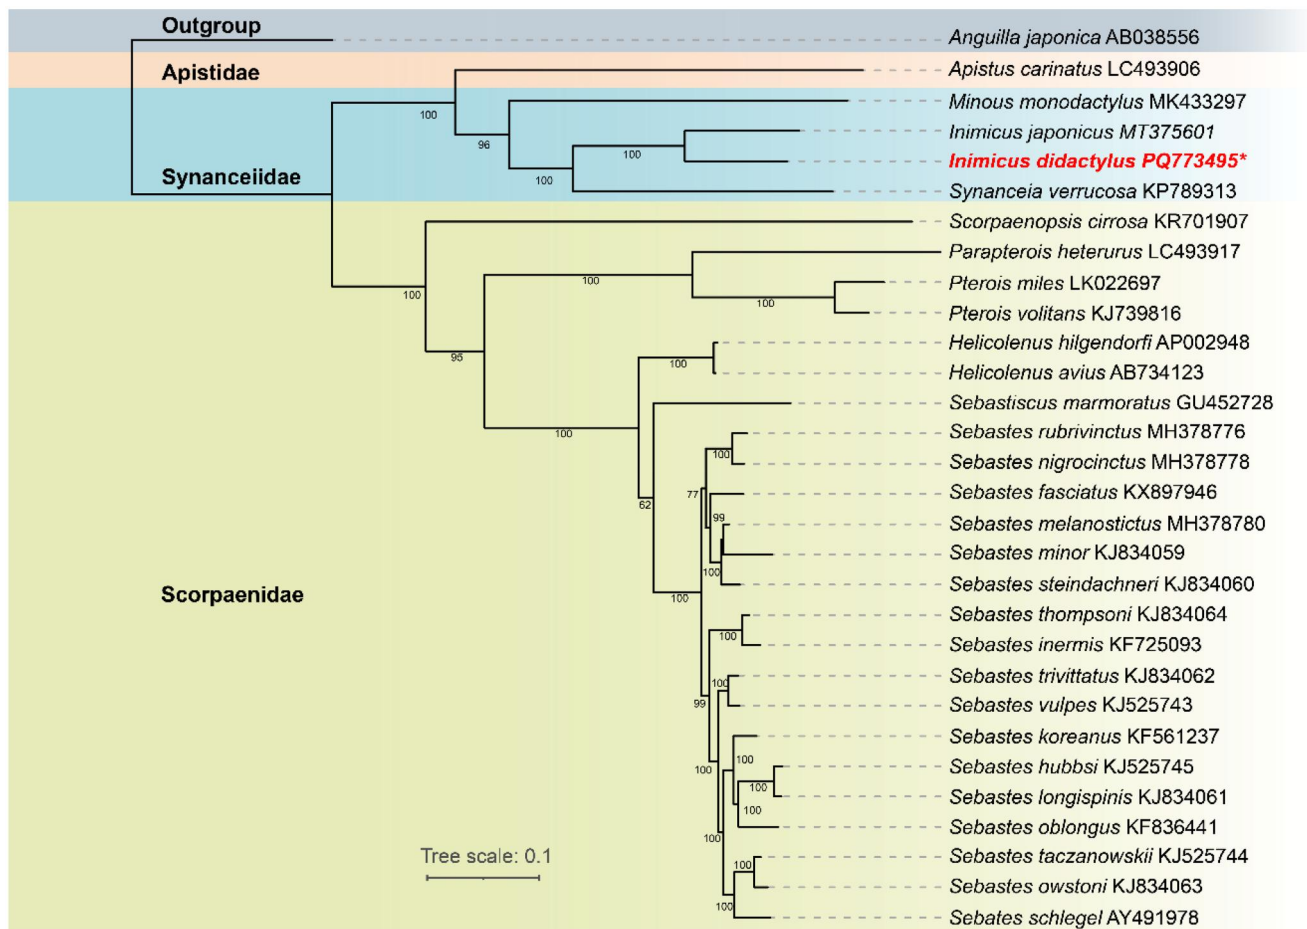 Outgroup
Anguilla japonica AB038556
Apistidae
Apistus carinatus LC493906
100
Minous monodactylus MK433297
96
Inimicus japonicus MT375601
100
Inimicus didactylus PQ773495*
Synanceiidae
100
Synanceia verrucosa KP789313
Scorpaenopsis cirrosa KR701907
100
Parapterois heterurus LC493917
100
Pterois miles LK022697
100
Pterois volitans KJ739816
95
Helicolenus hilgendorfi AP002948
100
Helicolenus avius AB734123
100
Sebastiscus marmoratus GU452728
62
Sebastes rubrivinctus MH378776
100
Sebastes nigrocinctus MH378778
77
Sebastes fasciatus KX897946
99
Sebastes melanostictus MH378780
Sebastes minor KJ834059
100
Sebastes steindachneri KJ834060
Scorpaenidae
100
Sebastes thompsoni KJ834064
100
Sebastes inermis KF725093
99
Sebastes trivittatus KJ834062
100
Sebastes vulpes KJ525743
100
Sebastes koreanus KF561237
100
Sebastes hubbsi KJ525745
100
Sebastes longispinis KJ834061
100
Sebastes oblongus KF836441
100
Sebastes taczanowskii KJ525744
100
Sebastes owstoni KJ834063
100
Sebates schlegel AY491978
Tree scale: 0.1